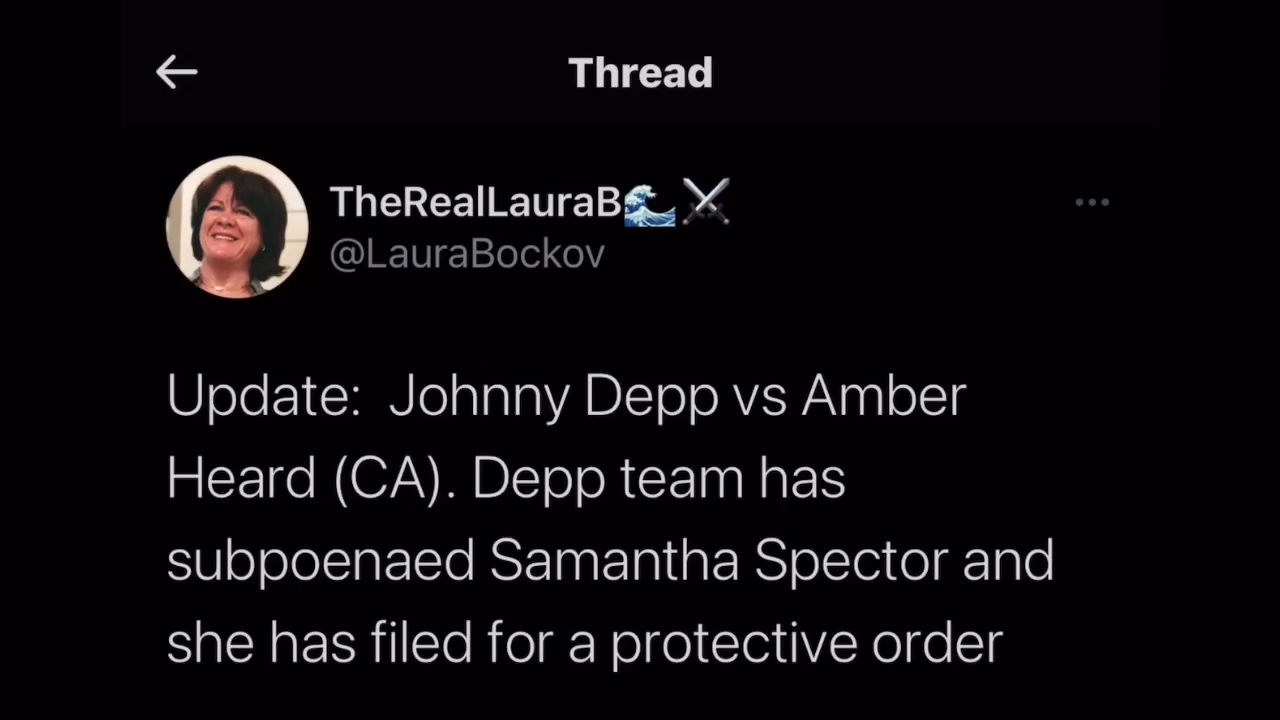 Thread
TheRealLauraB🌊⚔
@LauraBockov
Update:  Johnny Depp vs Amber
Heard (CA). Depp team has
subpoenaed Samantha Spector and
she has filed for a protective order